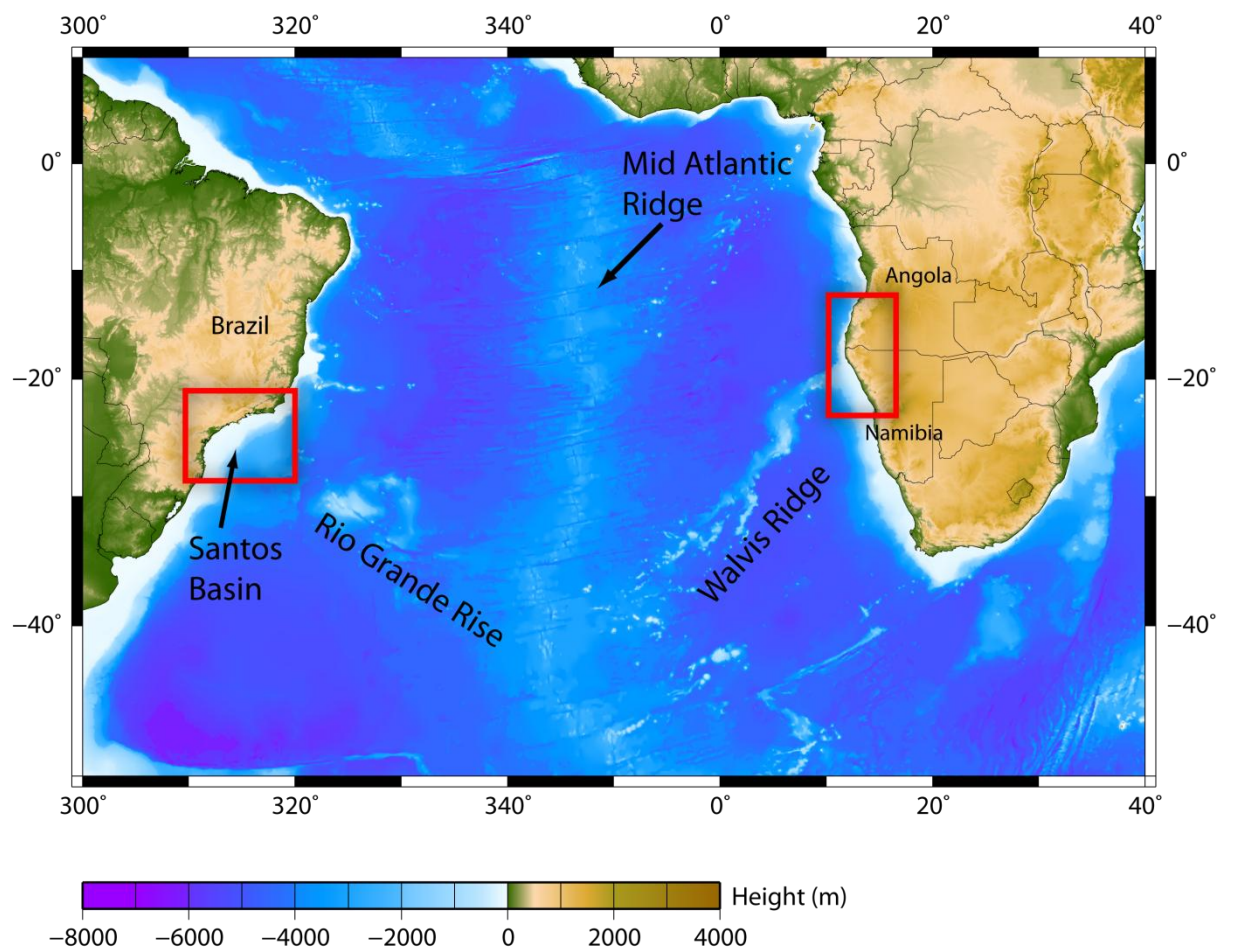 300° 320° 340° 0° 20° 40°
0° 0°
Mid Atlantic
Ridge
Angola
Brazil
−20° −20°
Namibia
Santos
Basin
Rio Grande Rise
Walvis Ridge
−40° −40°
300° 320° 340° 0° 20° 40°
Height (m)
−8000 −6000 −4000 −2000 0 2000 4000